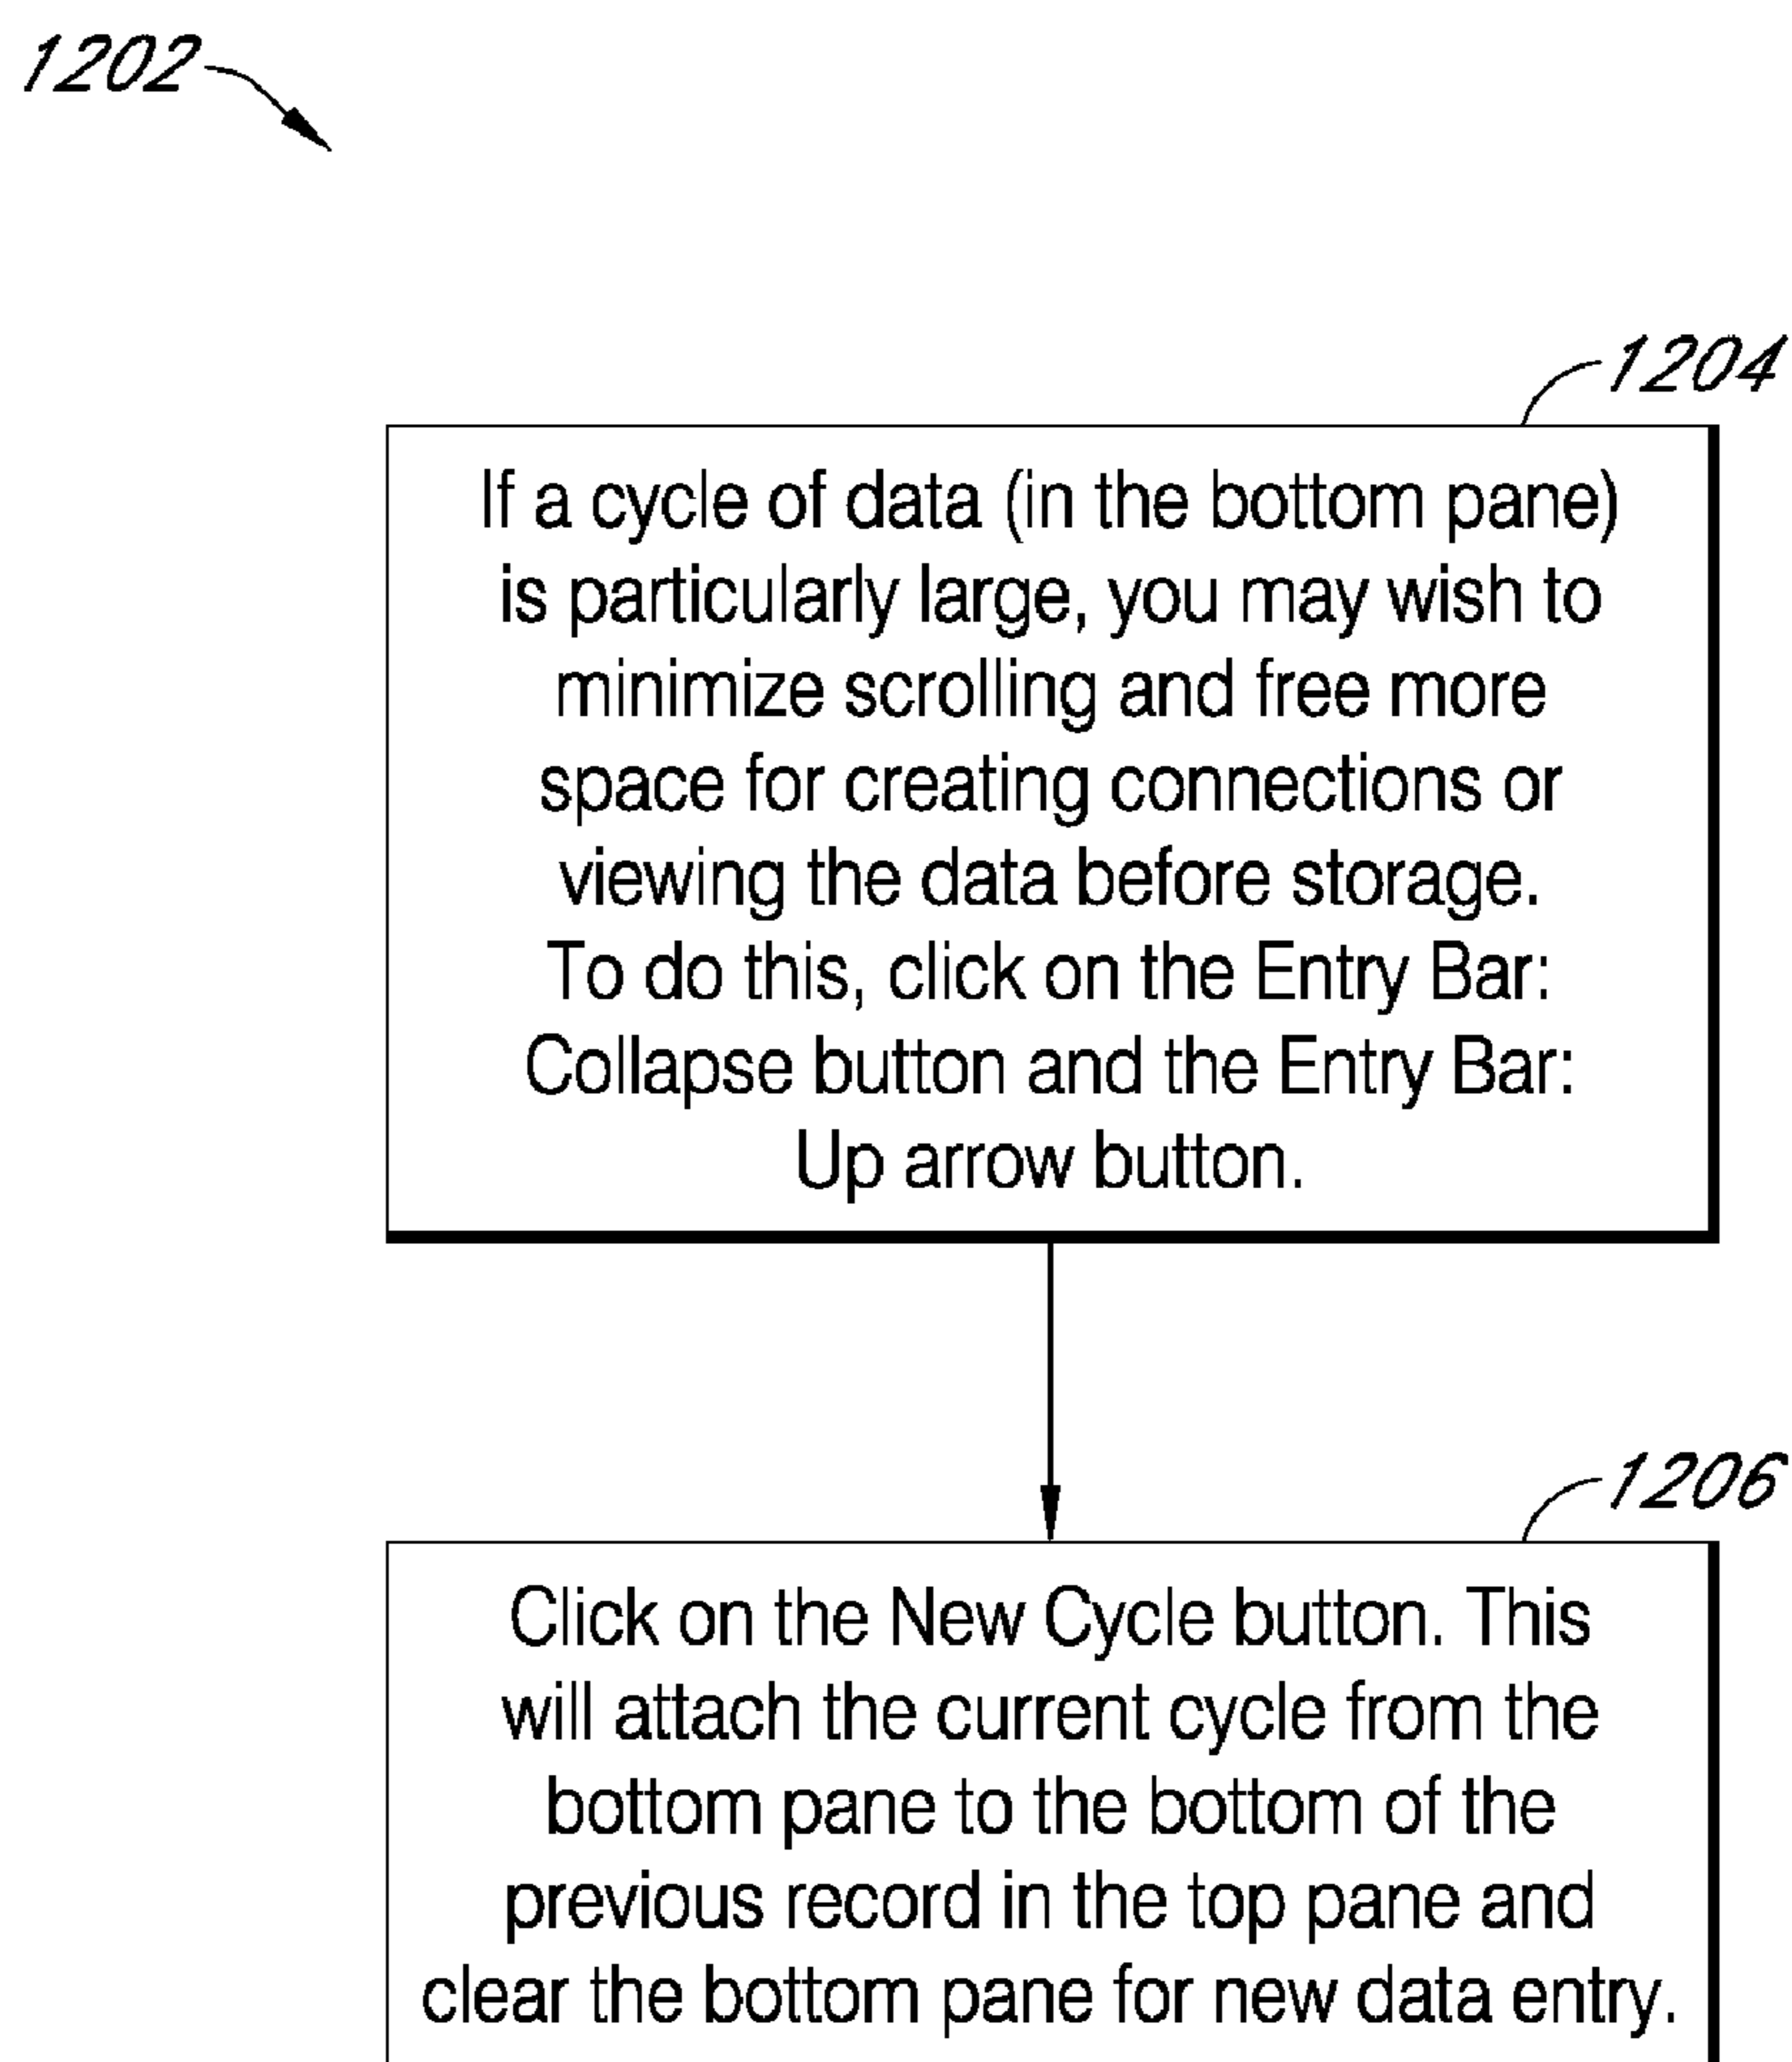 1202
1204
If a cycle of data (in the bottom pane)
is particularly large, you may wish to
minimize scrolling and free more
space for creating connections or
viewing the data before storage.
To do this, click on the Entry Bar:
Collapse button and the Entry Bar:
Up arrow button.
1206
Click on the New Cycle button. This
will attach the current cycle from the
bottom pane to the bottom of the
previous record in the top pane and
clear the bottom pane for new data entry.